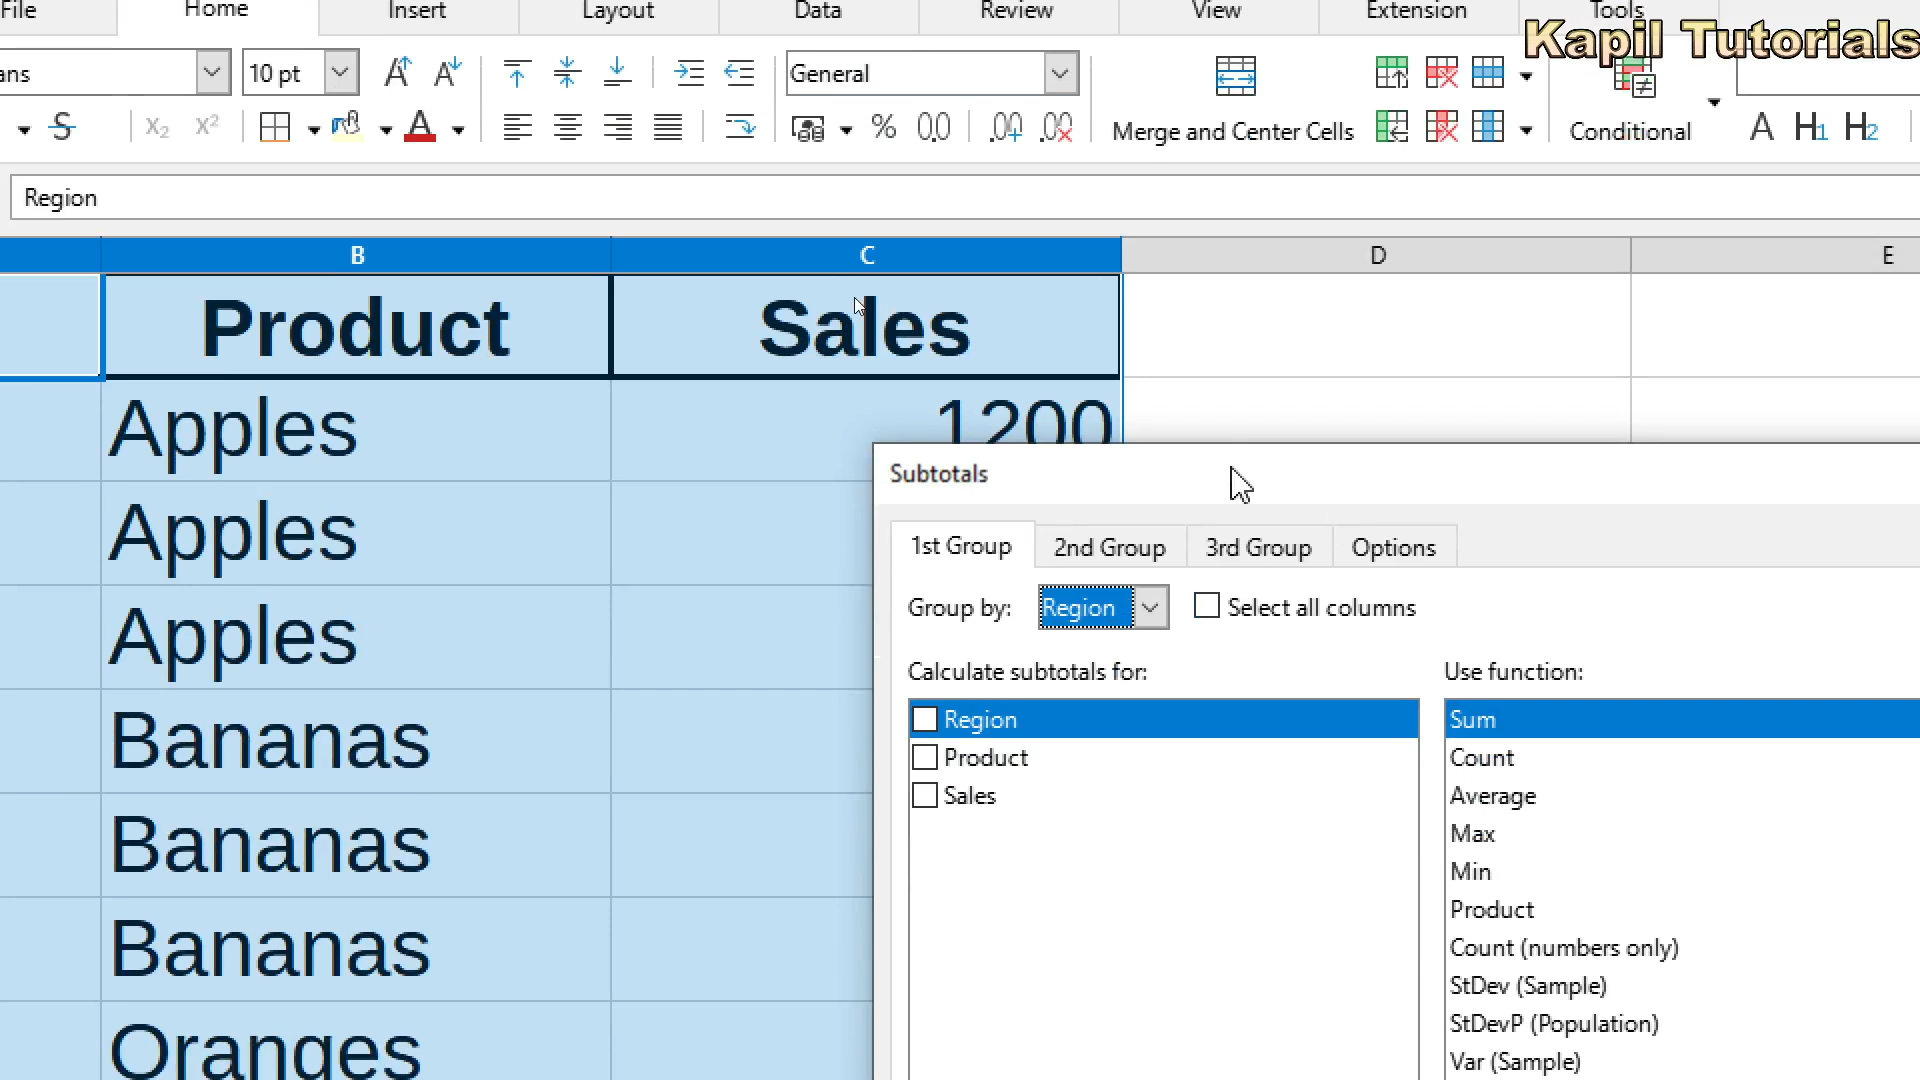 File Home Insert Layout Data Review View Extension Tools
Kapil Tutorials
ans 10 pt General
Merge and Center Cells Conditional
Region
B C D E
Product Sales
Apples 1200
Apples
Apples
Bananas
Bananas
Bananas
Oranges
Subtotals
1st Group 2nd Group 3rd Group Options
Group by: Region Select all columns
Calculate subtotals for: Use function:
Region
Product
Sales
Sum
Count
Average
Max
Min
Product
Count (numbers only)
StDev (Sample)
StDevP (Population)
Var (Sample)